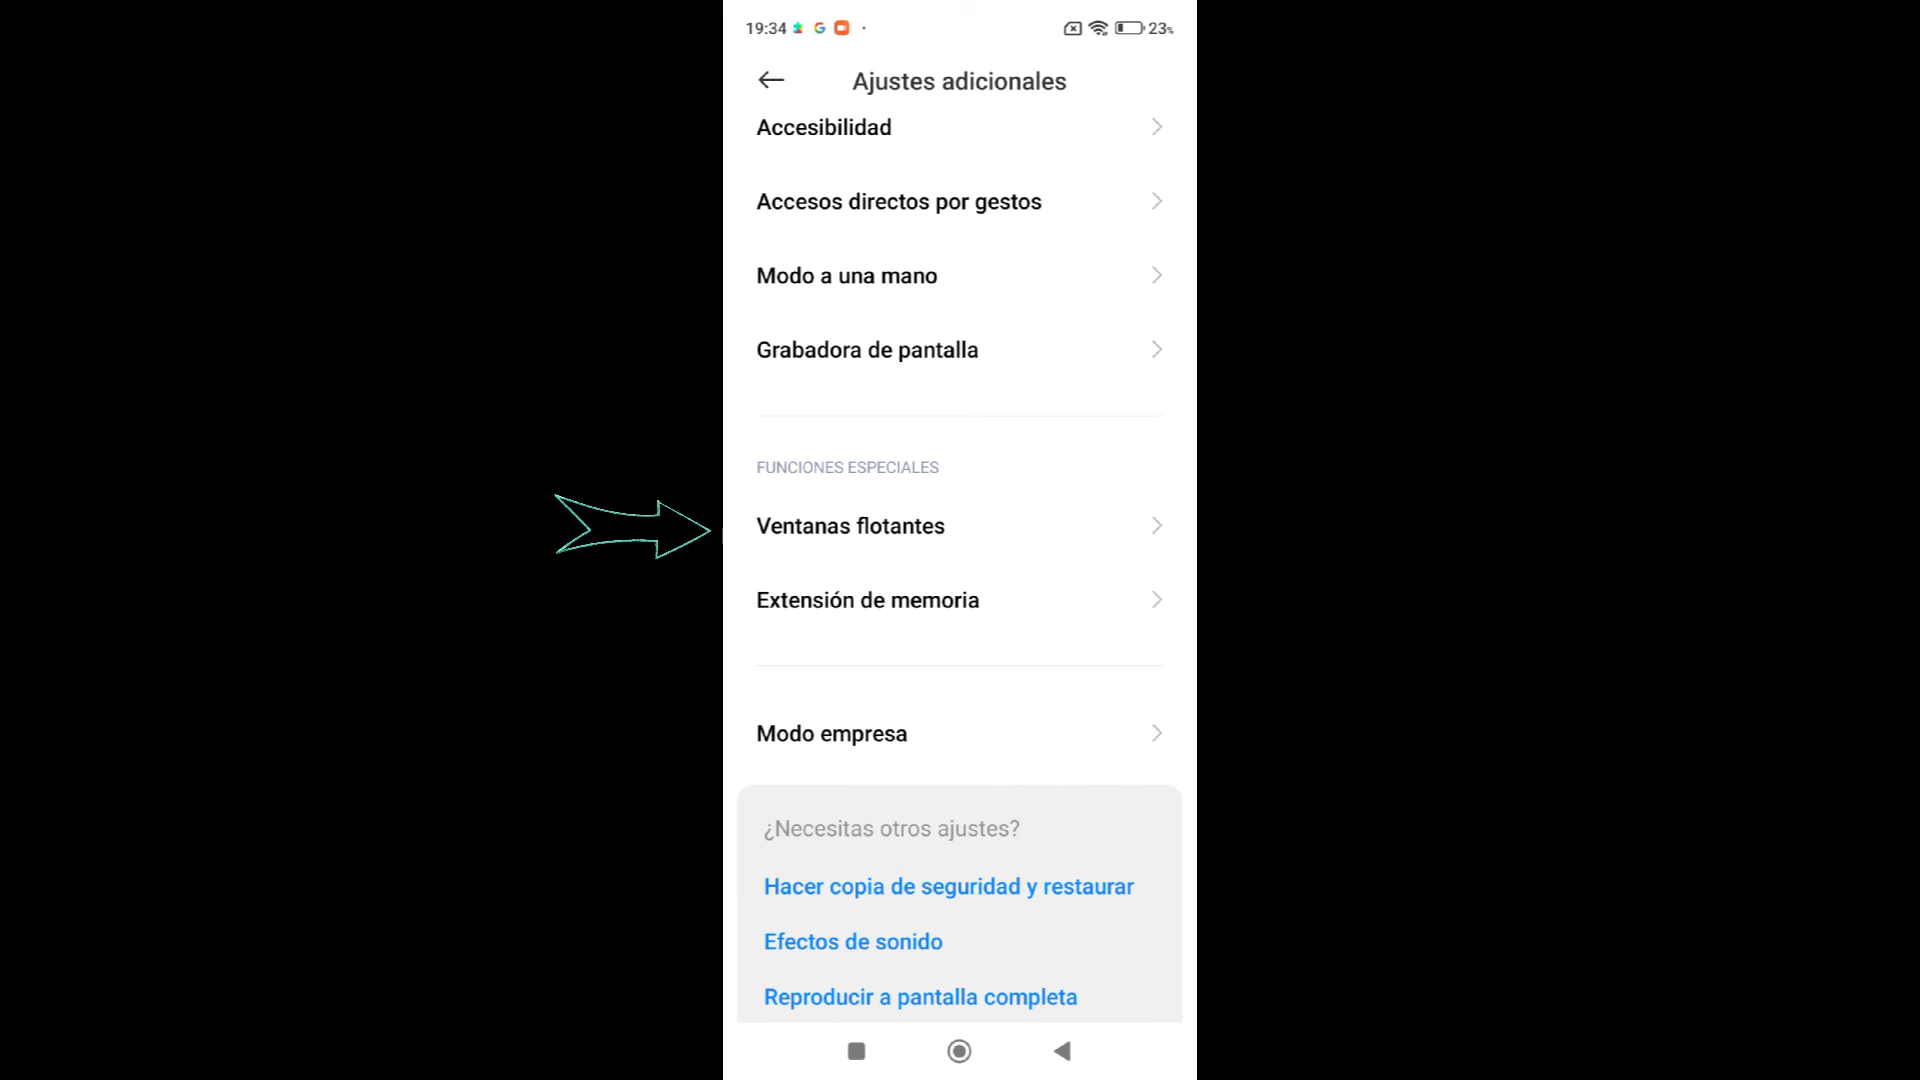 19:34 G 23%
Ajustes adicionales
Accesibilidad
Accesos directos por gestos
Modo a una mano
Grabadora de pantalla
FUNCIONES ESPECIALES
Ventanas flotantes
Extensión de memoria
Modo empresa
¿Necesitas otros ajustes?
Hacer copia de seguridad y restaurar
Efectos de sonido
Reproducir a pantalla completa